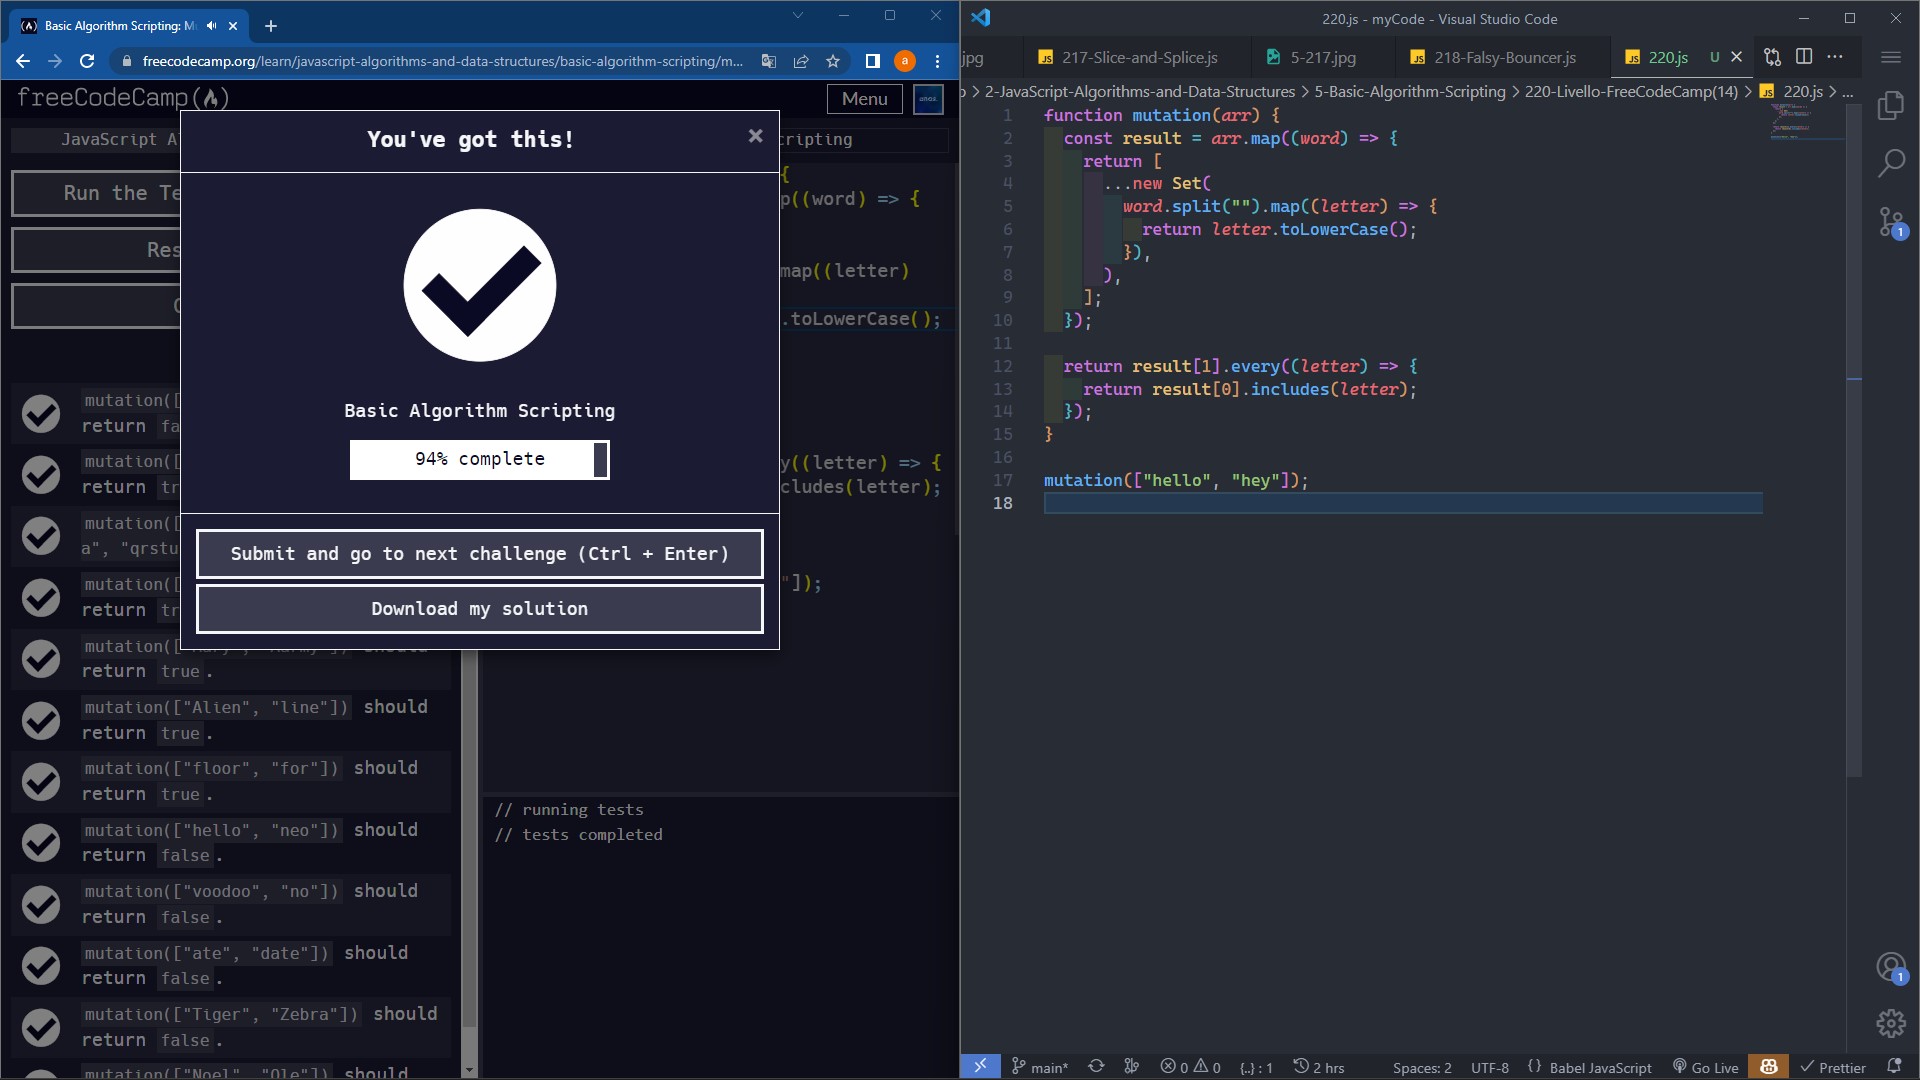 Basic Algorithm Scripting: M
freecodecamp.org/learn/javascript-algorithms-and-data-structures/basic-algorithm-scripting/m...
a
freeCodeCamp
Menu
JavaScript A
cripting
Run the Te
Res
You've got this!
Basic Algorithm Scripting
94% complete
Submit and go to next challenge (Ctrl + Enter)
Download my solution
{
p((word) => {
map((letter)
.toLowerCase();
y((letter) => {
cludes(letter);
"]);
mutation([
return fa
mutation([
return tr
mutation([
a", "qrstu
mutation([
return tr
mutation(["Mary", "Army"]) should
return true.
mutation(["Alien", "line"]) should
return true.
mutation(["floor", "for"]) should
return true.
mutation(["hello", "neo"]) should
return false.
mutation(["voodoo", "no"]) should
return false.
mutation(["ate", "date"]) should
return false.
mutation(["Tiger", "Zebra"]) should
return false.
mutation(["Noel", "Ole"]) should
// running tests
// tests completed
220.js - myCode - Visual Studio Code
jpg
217-Slice-and-Splice.js
5-217.jpg
218-Falsy-Bouncer.js
220.js U
> 2-JavaScript-Algorithms-and-Data-Structures > 5-Basic-Algorithm-Scripting > 220-Livello-FreeCodeCamp(14) > JS 220.js > ...
1 function mutation(arr) {
2 const result = arr.map((word) => {
3 return [
4 ...new Set(
5 word.split("").map((letter) => {
6 return letter.toLowerCase();
7 }),
8 ),
9 ];
10 });
11
12 return result[1].every((letter) => {
13 return result[0].includes(letter);
14 });
15 }
16
17 mutation(["hello", "hey"]);
18
1
1
main*
0 0
{..} : 1
2 hrs
Spaces: 2
UTF-8
{} Babel JavaScript
Go Live
Prettier